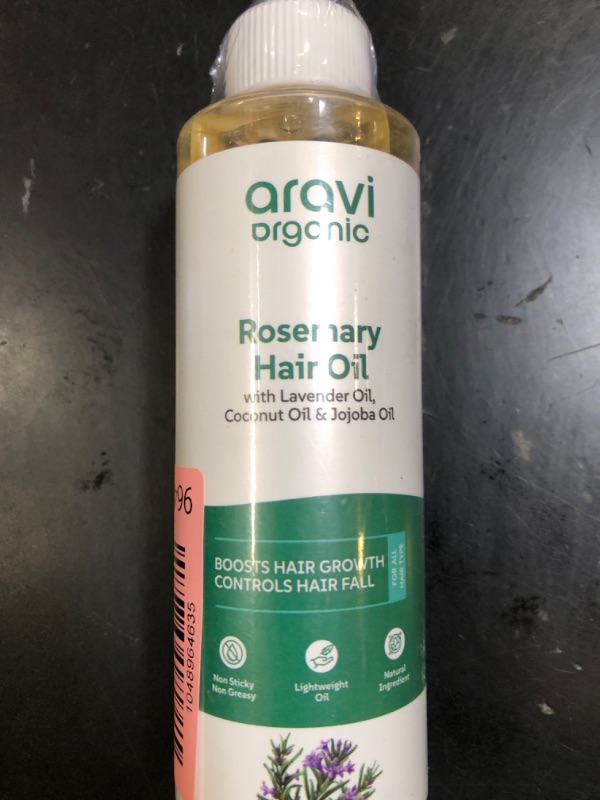 aravi
organic
Rosemary
Hair Oil
with Lavender Oil,
Coconut Oil & Jojoba Oil
96
BOOSTS HAIR GROWTH
CONTROLS HAIR FALL
FOR ALL
HAIR TYPE
1048964635
Non Sticky
Non Greasy
Lightweight
Oil
Natural
Ingredient